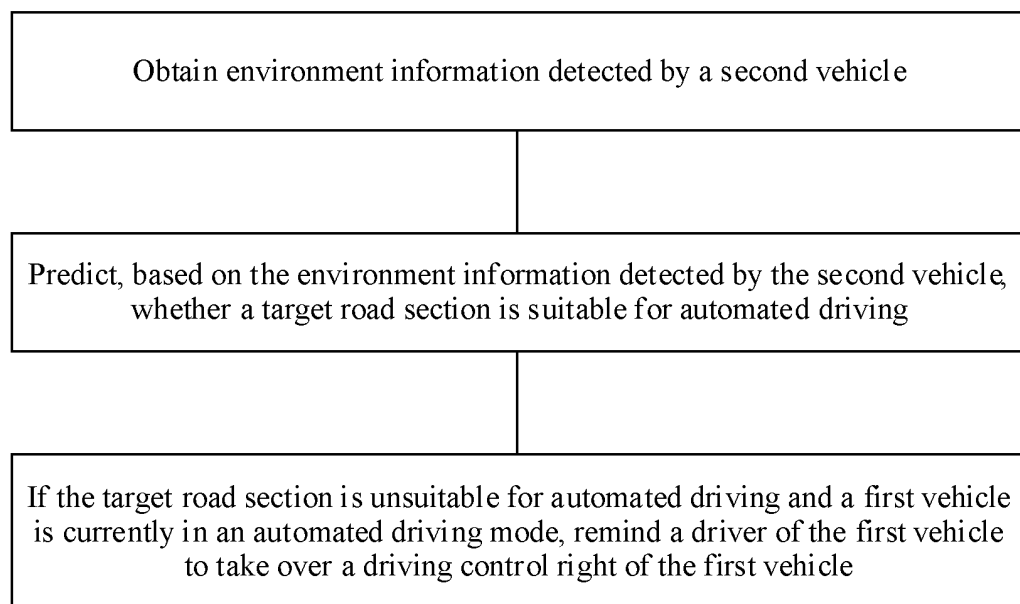 Obtain environment information detected by a second vehicle
Predict, based on the environment information detected by the second vehicle,
whether a target road section is suitable for automated driving
If the target road section is unsuitable for automated driving and a first vehicle
is currently in an automated driving mode, remind a driver of the first vehicle
to take over a driving control right of the first vehicle